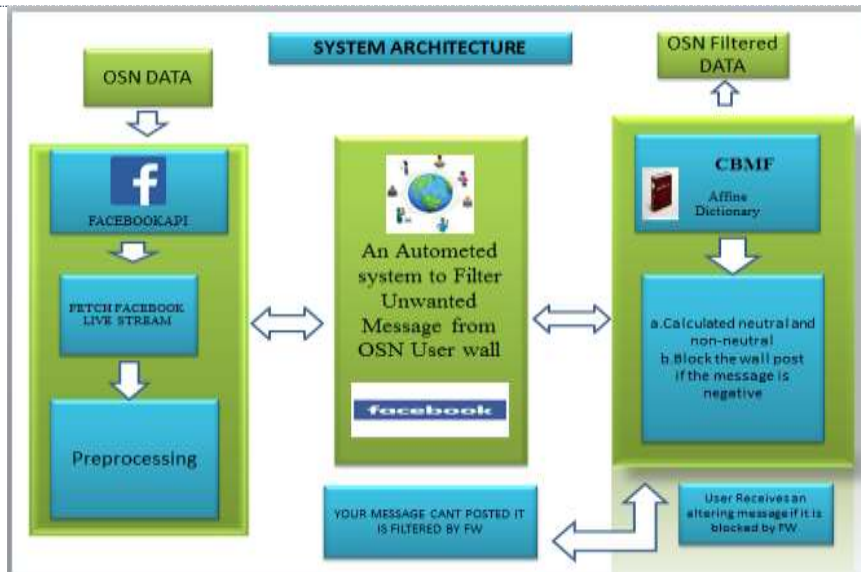 SYSTEM ARCHITECTURE
OSN DATA
FACEBOOKAPI
FETCH FACEBOOK
LIVE STREAM
Preprocessing
An Autometed
system to Filter
Unwanted
Message from
OSN User wall
facebook
OSN Filtered
DATA
CBMF
Affine
Dictionary
a.Calculated neutral and
non-neutral
b.Block the wall post
if the message is
negative
YOUR MESSAGE CANT POSTED IT
IS FILTERED BY FW
User Receives an
altering message if it is
blocked by FW